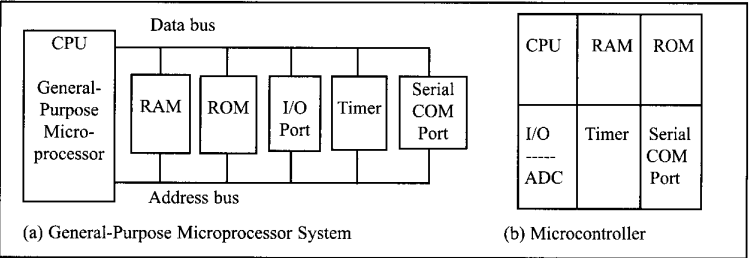 Data bus
CPU
General-
Purpose
Micro-
processor
RAM
ROM
I/O
Port
Timer
Serial
COM
Port
Address bus
(a) General-Purpose Microprocessor System
CPU
RAM
ROM
I/O
-----
ADC
Timer
Serial
COM
Port
(b) Microcontroller